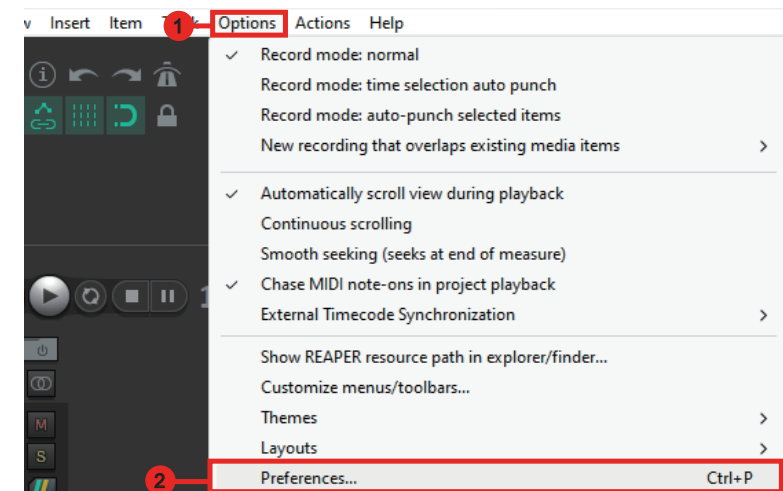 Insert Item Options Actions Help
1
Record mode: normal
Record mode: time selection auto punch
Record mode: auto-punch selected items
New recording that overlaps existing media items
Automatically scroll view during playback
Continuous scrolling
Smooth seeking (seeks at end of measure)
Chase MIDI note-ons in project playback
External Timecode Synchronization
Show REAPER resource path in explorer/finder...
Customize menus/toolbars...
Themes
Layouts
2
Preferences... Ctrl+P
M
S